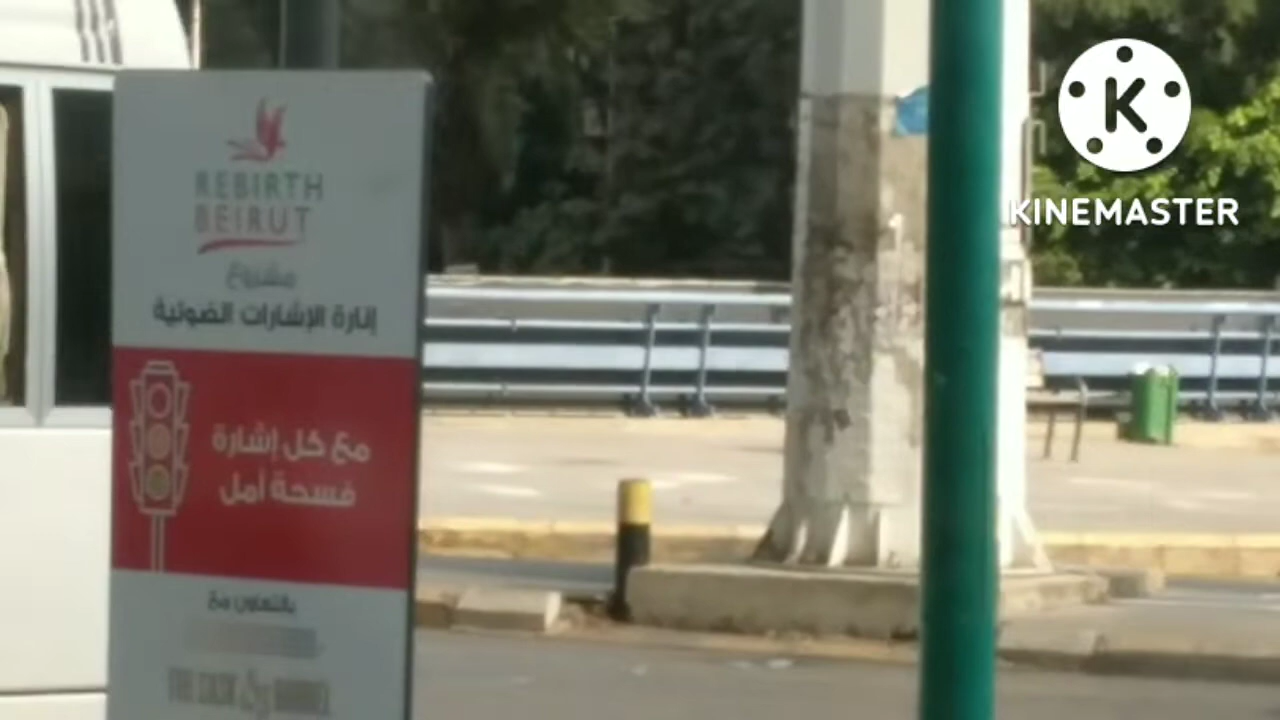 REBIRTH
BEIRUT
مشروع
إنارة الإشارات الضوئية
مع كل إشارة
فسحة أمل
بالتعاون مع
K
KINEMASTER